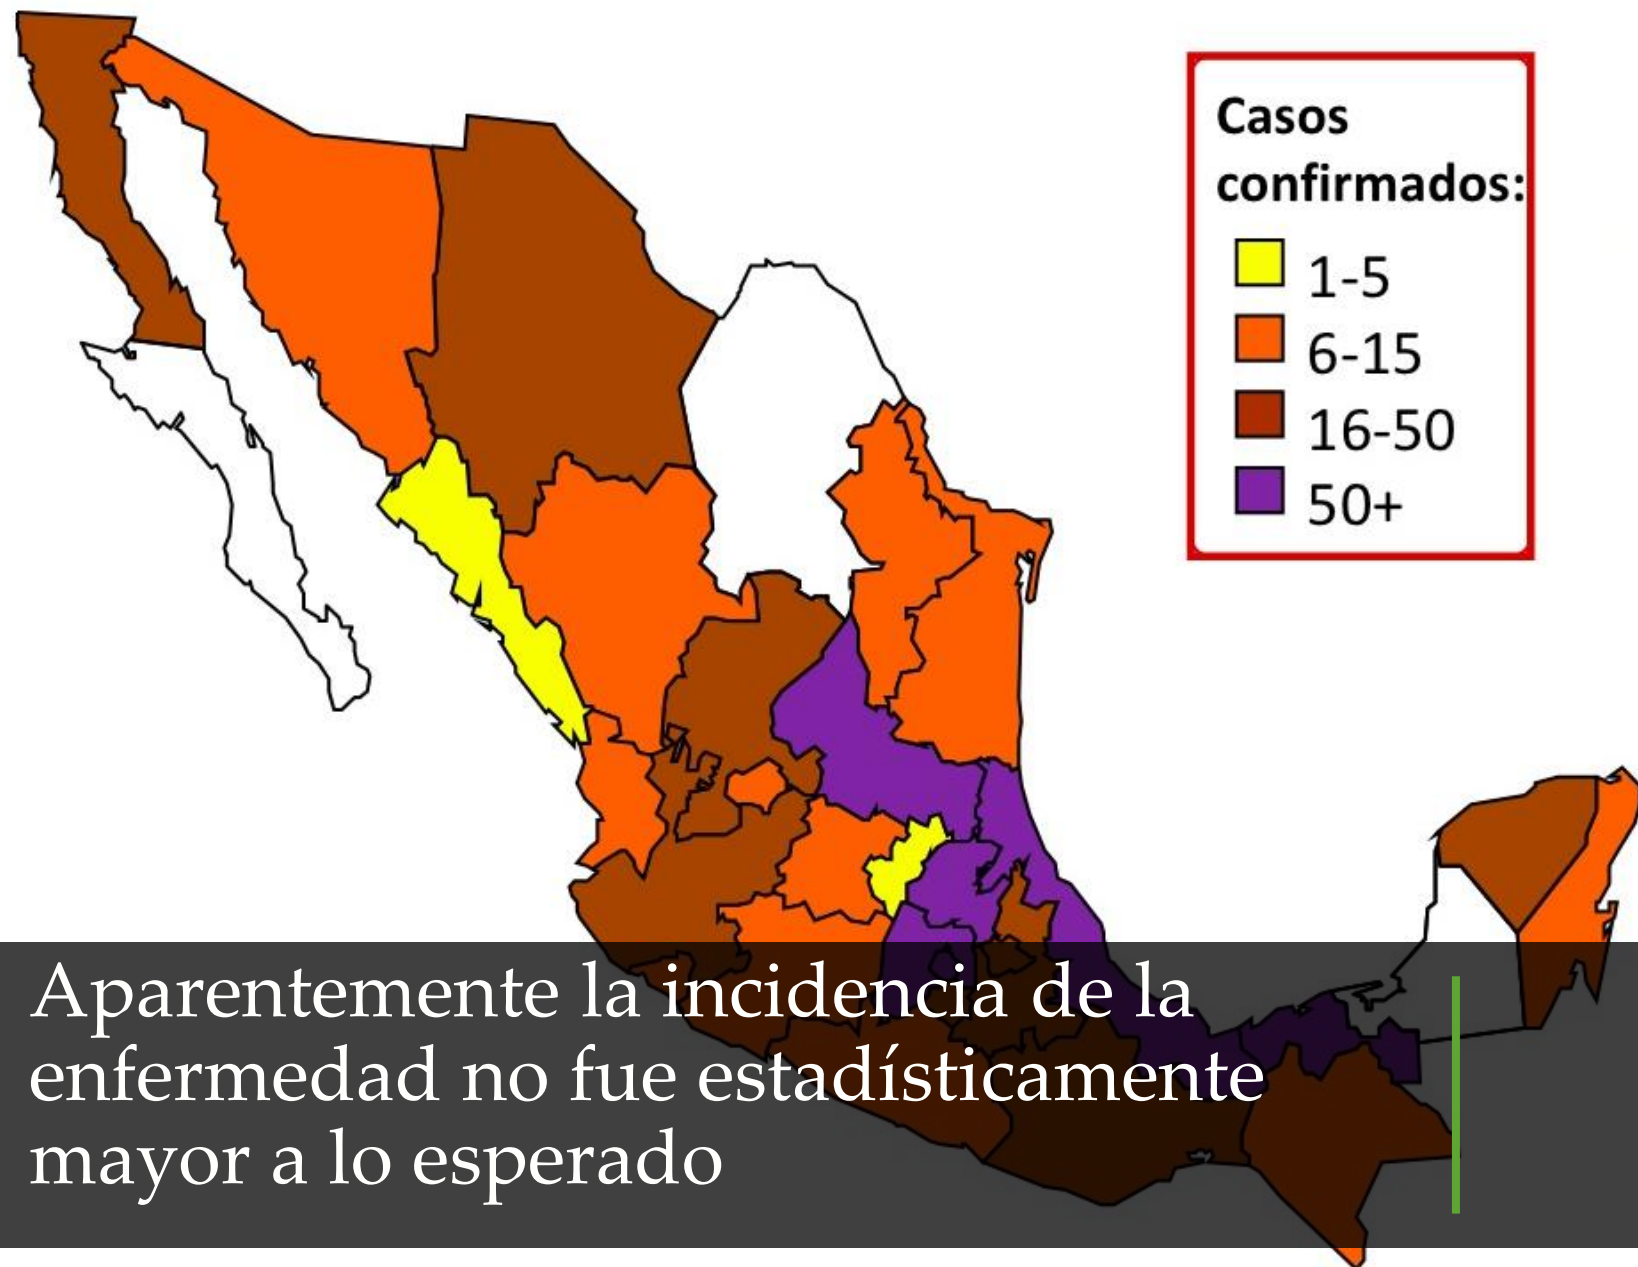 Casos
confirmados:
1-5
6-15
16-50
50+
Aparentemente la incidencia de la
enfermedad no fue estadísticamente
mayor a lo esperado